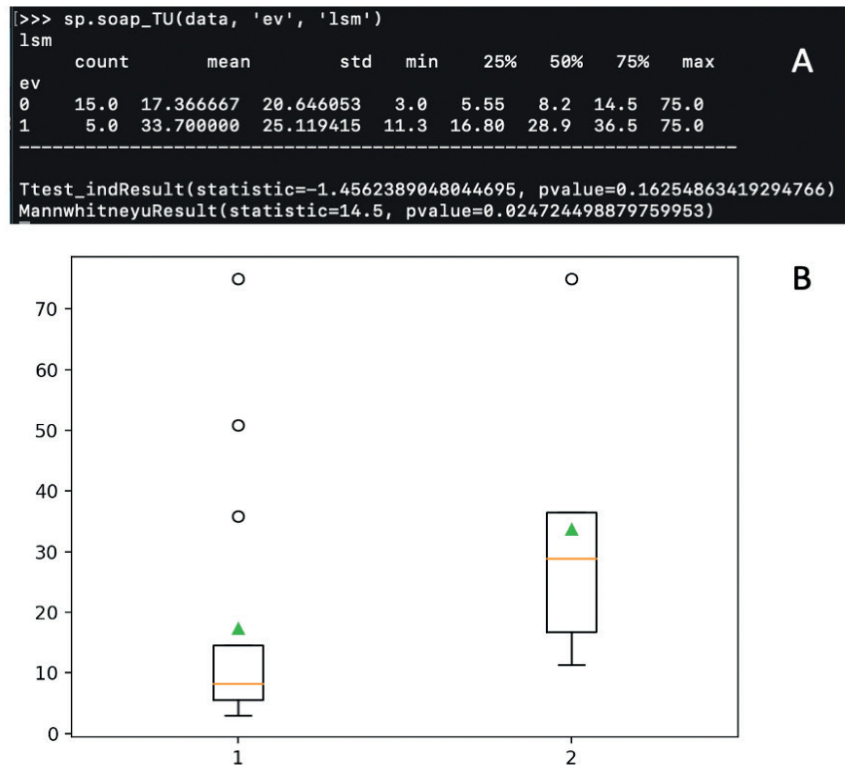 [>>> sp.soap_TU(data, 'ev', 'lsm')
lsm
count mean std min 25% 50% 75% max
A
ev
0 15.0 17.366667 20.646053 3.0 5.55 8.2 14.5 75.0
1 5.0 33.700000 25.119415 11.3 16.80 28.9 36.5 75.0
------------------------------------------------------------------
Ttest_indResult(statistic=-1.4562389048044695, pvalue=0.16254863419294766)
MannwhitneyuResult(statistic=14.5, pvalue=0.024724498879759953)
B
70
60
50
40
30
20
10
0
1 2